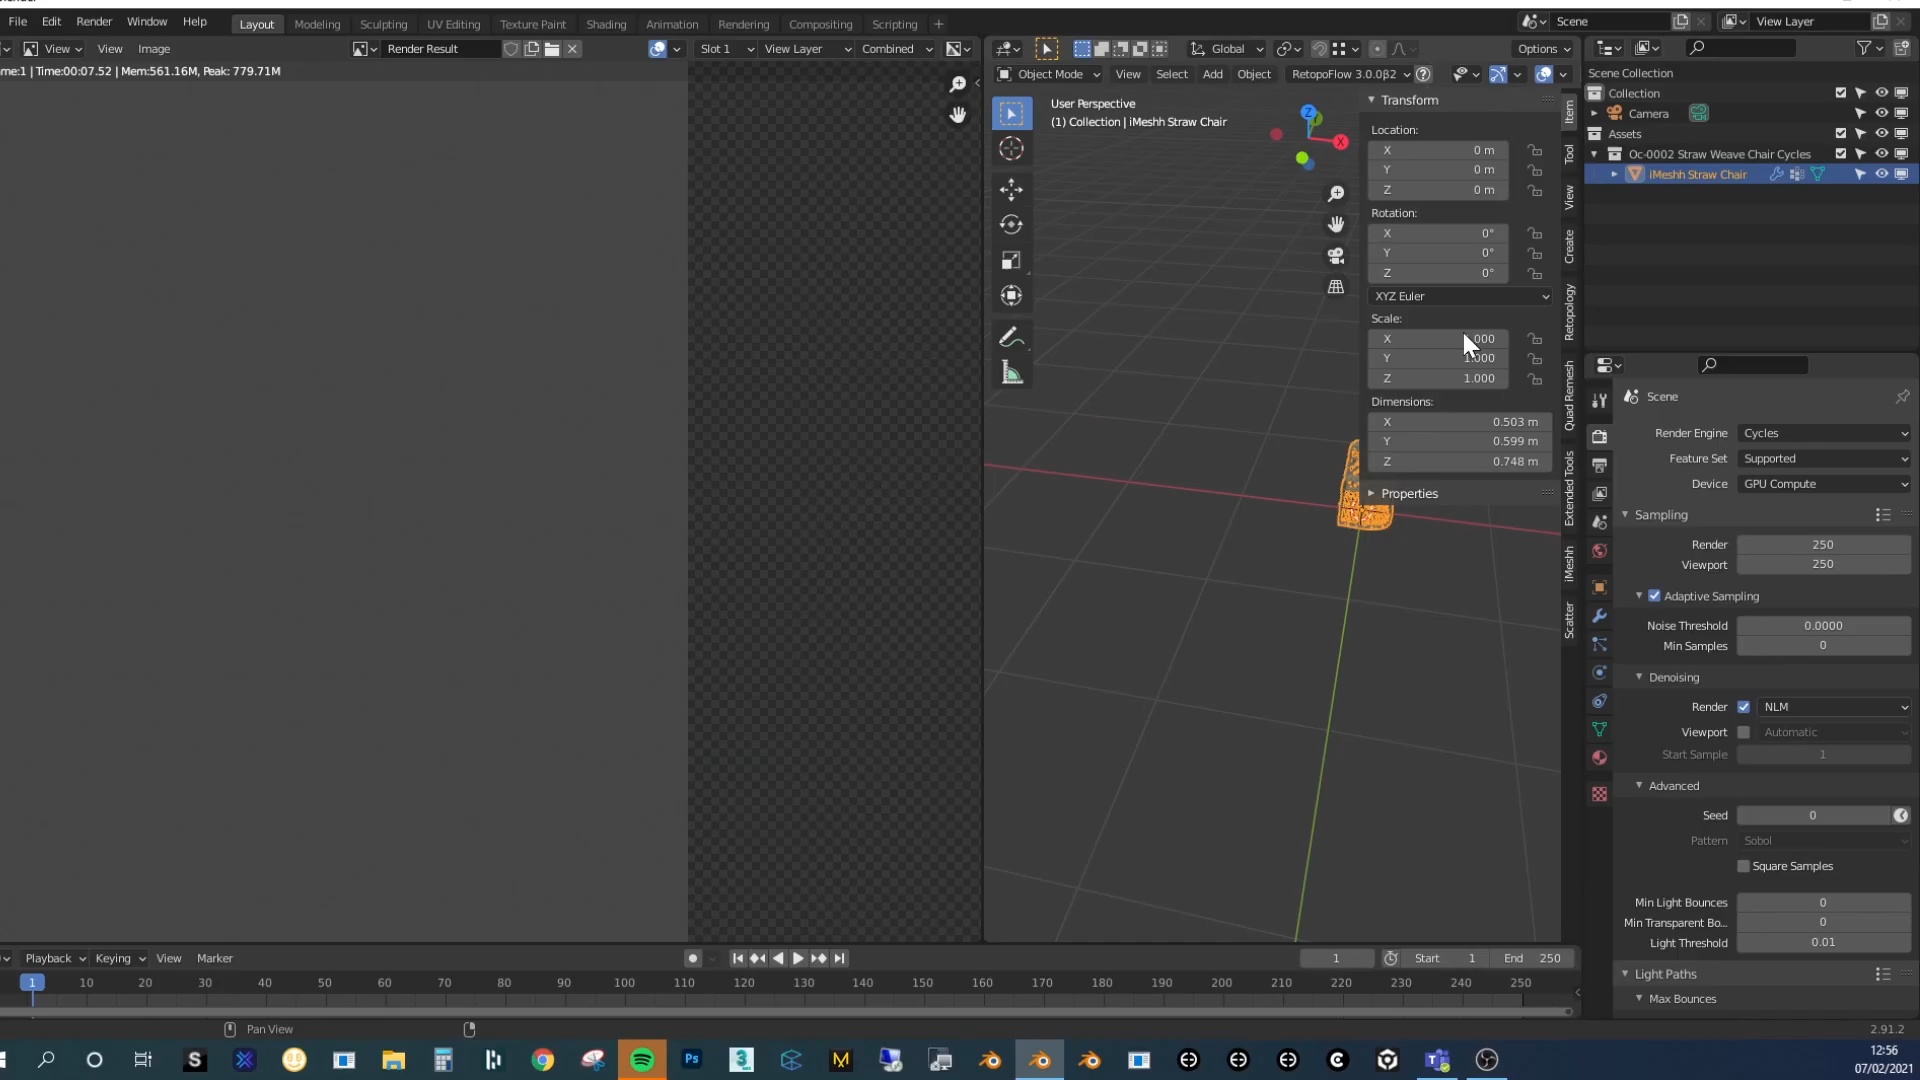 File Edit Render Window Help Layout Modeling Sculpting UV Editing Texture Paint Shading Animation Rendering Compositing Scripting + Scene View Layer
View View Image Render Result Slot 1 View Layer Combined Global Options
me:1 | Time:00:07.52 | Mem:561.16M, Peak: 779.71M
Object Mode View Select Add Object RetopoFlow 3.0.0β2
User Perspective
(1) Collection | iMeshh Straw Chair
Z
X
Transform
Location:
X 0 m
Y 0 m
Z 0 m
Rotation:
X 0°
Y 0°
Z 0°
XYZ Euler
Scale:
X .000
Y 1.000
Z 1.000
Dimensions:
X 0.503 m
Y 0.599 m
Z 0.748 m
Properties
Item
Tool
View
Create
Retopology
Quad Remesh
Extended Tools
iMeshh
Scatter
Scene Collection
Collection
Camera
Assets
Oc-0002 Straw Weave Chair Cycles
iMeshh Straw Chair
Scene
Render Engine Cycles
Feature Set Supported
Device GPU Compute
Sampling
Render 250
Viewport 250
Adaptive Sampling
Noise Threshold 0.0000
Min Samples 0
Denoising
Render NLM
Viewport Automatic
Start Sample 1
Advanced
Seed 0
Pattern Sobol
Square Samples
Min Light Bounces 0
Min Transparent Bo... 0
Light Threshold 0.01
Light Paths
Max Bounces
Playback Keying View Marker 1 Start 1 End 250
1 10 20 30 40 50 60 70 80 90 100 110 120 130 140 150 160 170 180 190 200 210 220 230 240 250
Pan View
2.91.2
S Ps 3 M T C
12:56
07/02/2021